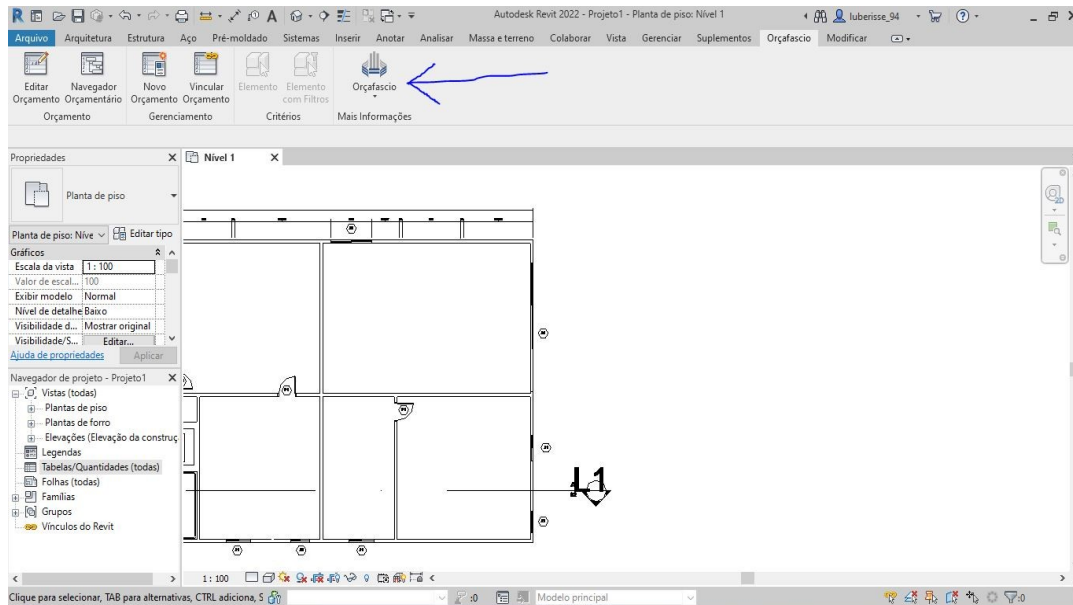 Autodesk Revit 2022 - Projeto1 - Planta de piso: Nível 1
luberisse_94
Arquivo Arquitetura Estrutura Aço Pré-moldado Sistemas Inserir Anotar Analisar Massa e terreno Colaborar Vista Gerenciar Suplementos Orçafascio Modificar
Editar Orçamento
Navegador Orçamentário
Novo Orçamento
Vincular Orçamento
Elemento
Elemento com Filtros
Orçafascio
Orçamento Gerenciamento Critérios Mais Informações
Propriedades
Nível 1
Planta de piso
Planta de piso: Níve Editar tipo
Gráficos
Escala da vista 1 : 100
Valor de escal... 100
Exibir modelo Normal
Nível de detalhe Baixo
Visibilidade d... Mostrar original
Visibilidade/S... Editar...
Ajuda de propriedades Aplicar
Navegador de projeto - Projeto1
Vistas (todas)
Plantas de piso
Plantas de forro
Elevações (Elevação da construç
Legendas
Tabelas/Quantidades (todas)
Folhas (todas)
Famílias
Grupos
Vínculos do Revit
L1
2D
1 : 100
Clique para selecionar, TAB para alternativas, CTRL adiciona, S
:0
Modelo principal
:0